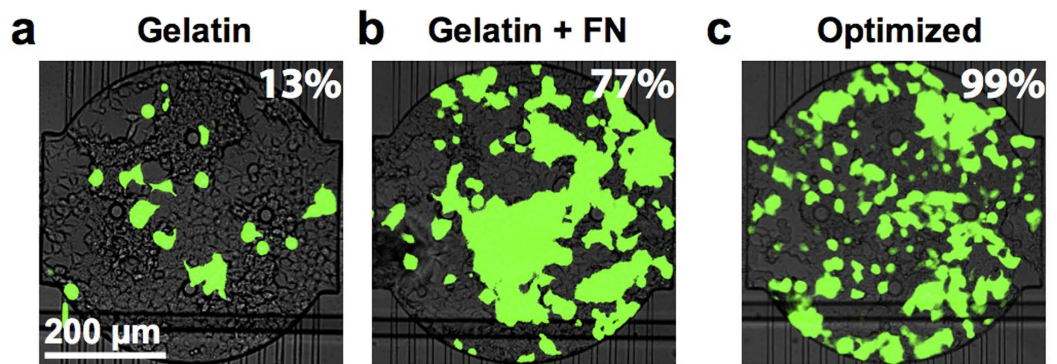 a Gelatin
b Gelatin + FN
c Optimized
13%
77%
99%
200 µm